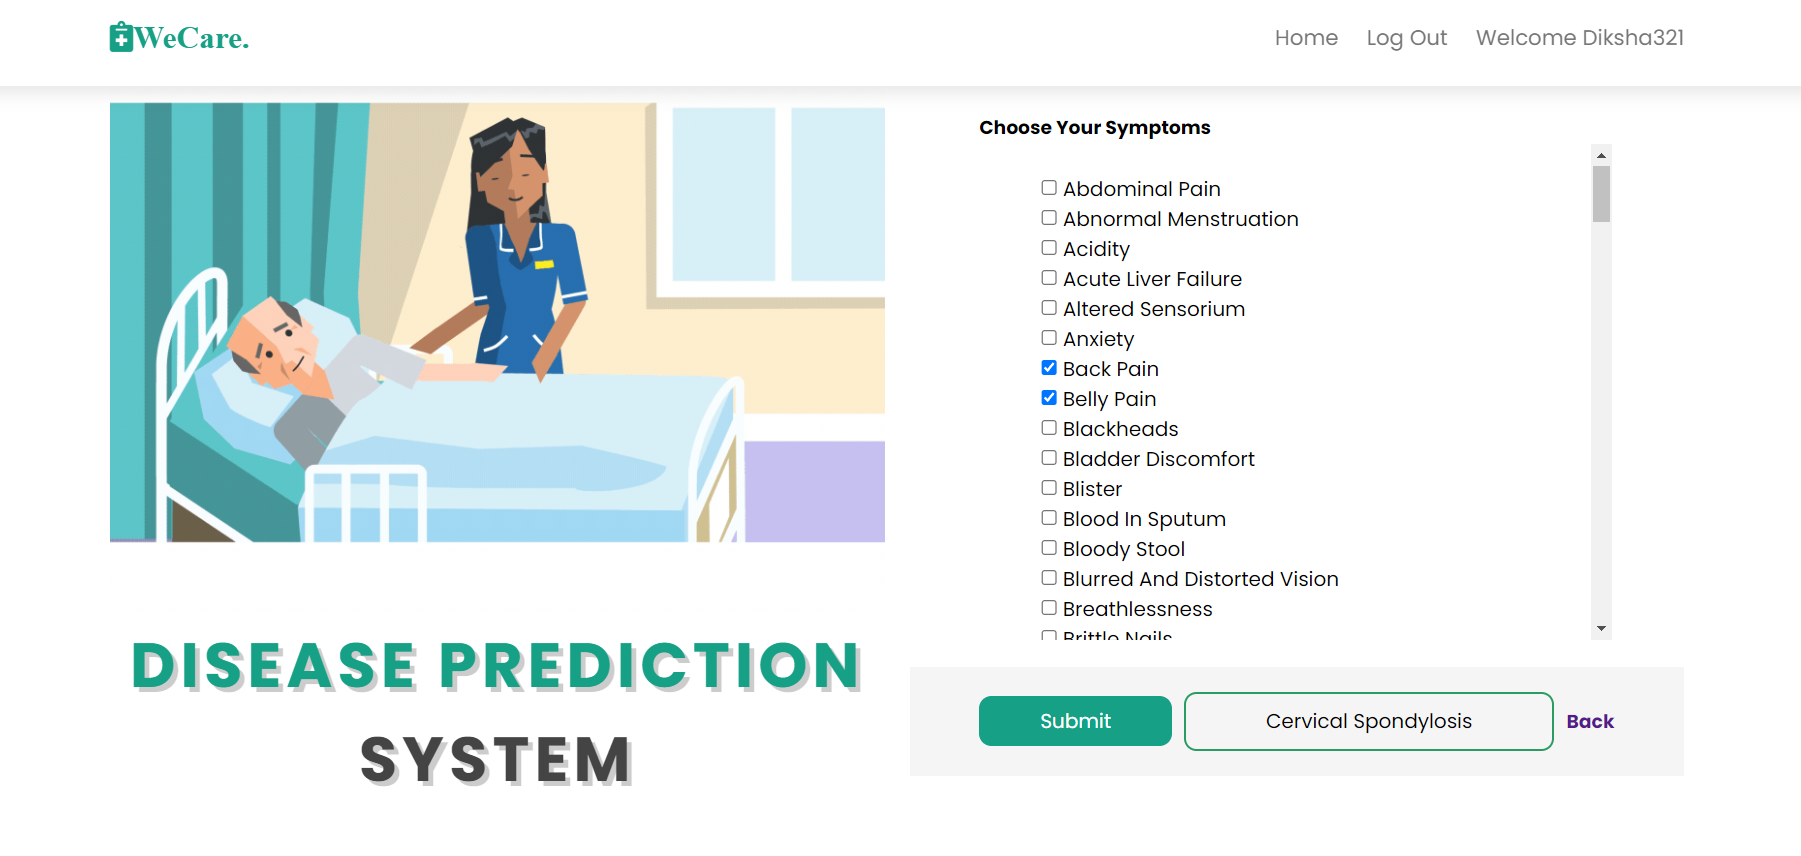 WeCare.
Home Log Out Welcome Diksha321
Choose Your Symptoms
Abdominal Pain
Abnormal Menstruation
Acidity
Acute Liver Failure
Altered Sensorium
Anxiety
Back Pain
Belly Pain
Blackheads
Bladder Discomfort
Blister
Blood In Sputum
Bloody Stool
Blurred And Distorted Vision
Breathlessness
Brittle Nails
Submit Cervical Spondylosis Back
DISEASE PREDICTION
SYSTEM